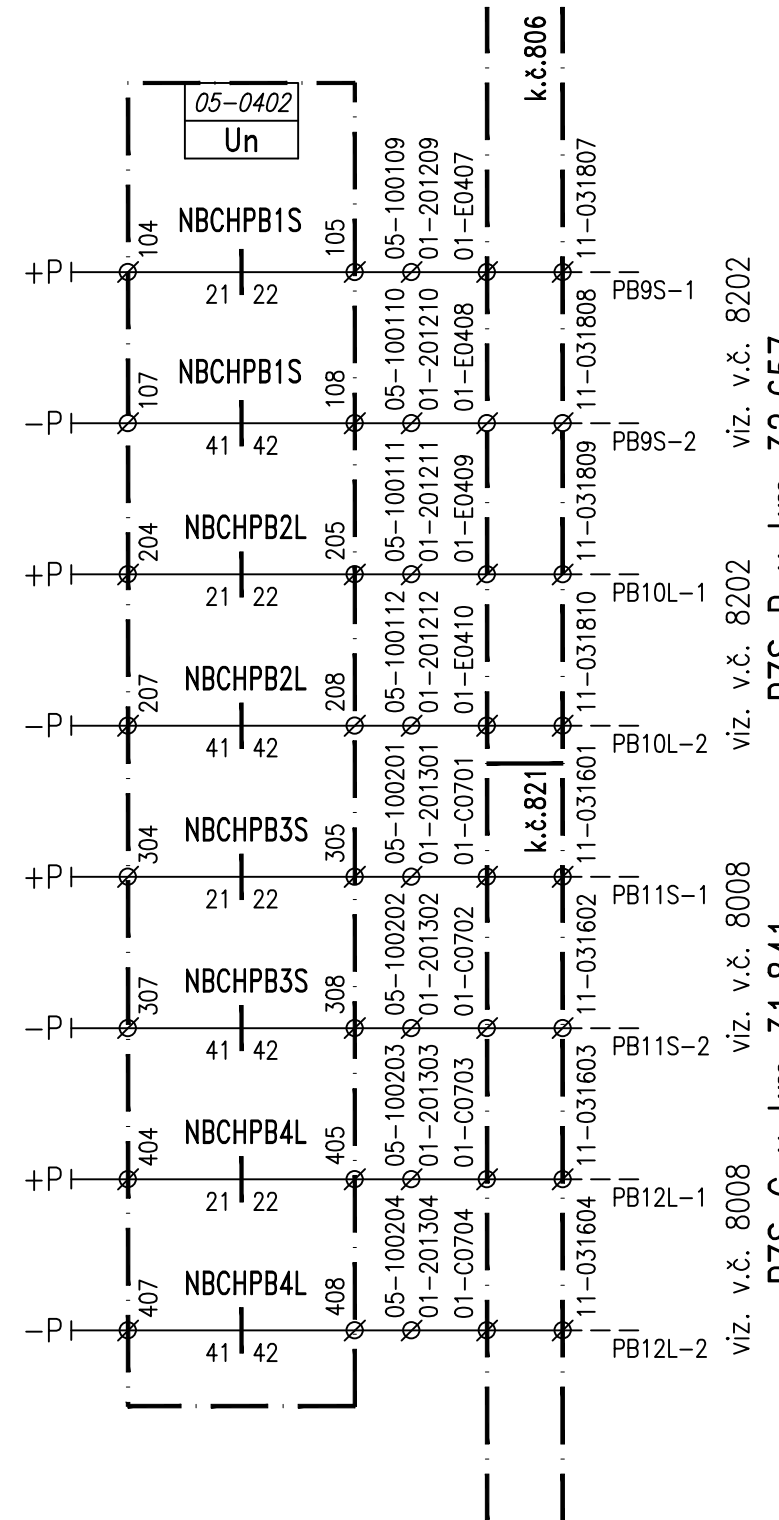 k.č.806
05-0402
Un
+P
104
NBCHPB1S
21 22
105
05-100109
01-201209
01-E0407
11-031807
PB9S-1
-P
107
NBCHPB1S
41 42
108
05-100110
01-201210
01-E0408
11-031808
PB9S-2
viz. v.č. 8202
+P
204
NBCHPB2L
21 22
205
05-100111
01-201211
01-E0409
11-031809
PB10L-1
-P
207
NBCHPB2L
41 42
208
05-100112
01-201212
01-E0410
11-031810
PB10L-2
viz. v.č. 8202
k.č.821
+P
304
NBCHPB3S
21 22
305
05-100201
01-201301
01-C0701
11-031601
PB11S-1
-P
307
NBCHPB3S
41 42
308
05-100202
01-201302
01-C0702
11-031602
PB11S-2
viz. v.č. 8008
+P
404
NBCHPB4L
21 22
405
05-100203
01-201303
01-C0703
11-031603
PB12L-1
-P
407
NBCHPB4L
41 42
408
05-100204
01-201304
01-C0704
11-031604
PB12L-2
viz. v.č. 8008